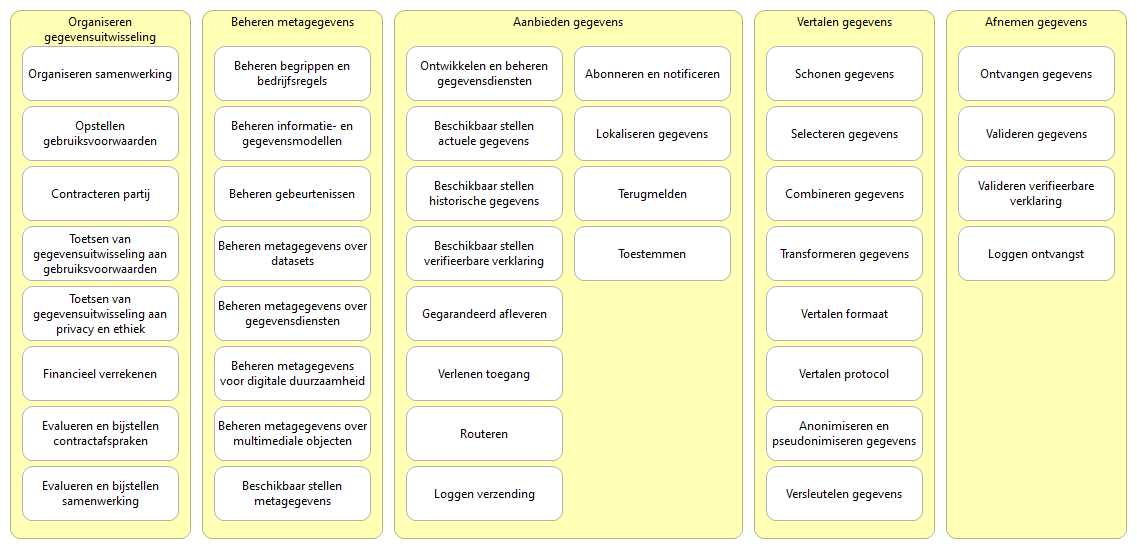 Organiseren
gegevensuitwisseling
Organiseren samenwerking
Opstellen
gebruiksvoorwaarden
Contracteren partij
Toetsen van
gegevensuitwisseling aan
gebruiksvoorwaarden
Toetsen van
gegevensuitwisseling aan
privacy en ethiek
Financieel verrekenen
Evalueren en bijstellen
contractafspraken
Evalueren en bijstellen
samenwerking
Beheren metagegevens
Beheren begrippen en
bedrijfsregels
Beheren informatie- en
gegevensmodellen
Beheren gebeurtenissen
Beheren metagegevens over
datasets
Beheren metagegevens over
gegevensdiensten
Beheren metagegevens
voor digitale duurzaamheid
Beheren metagegevens over
multimediale objecten
Beschikbaar stellen
metagegevens
Aanbieden gegevens
Ontwikkelen en beheren
gegevensdiensten
Beschikbaar stellen
actuele gegevens
Beschikbaar stellen
historische gegevens
Beschikbaar stellen
verifieerbare verklaring
Gegarandeerd afleveren
Verlenen toegang
Routeren
Loggen verzending
Abonneren en notificeren
Lokaliseren gegevens
Terugmelden
Toestemmen
Vertalen gegevens
Schonen gegevens
Selecteren gegevens
Combineren gegevens
Transformeren gegevens
Vertalen formaat
Vertalen protocol
Anonimiseren en
pseudonimiseren gegevens
Versleutelen gegevens
Afnemen gegevens
Ontvangen gegevens
Valideren gegevens
Valideren verifieerbare
verklaring
Loggen ontvangst